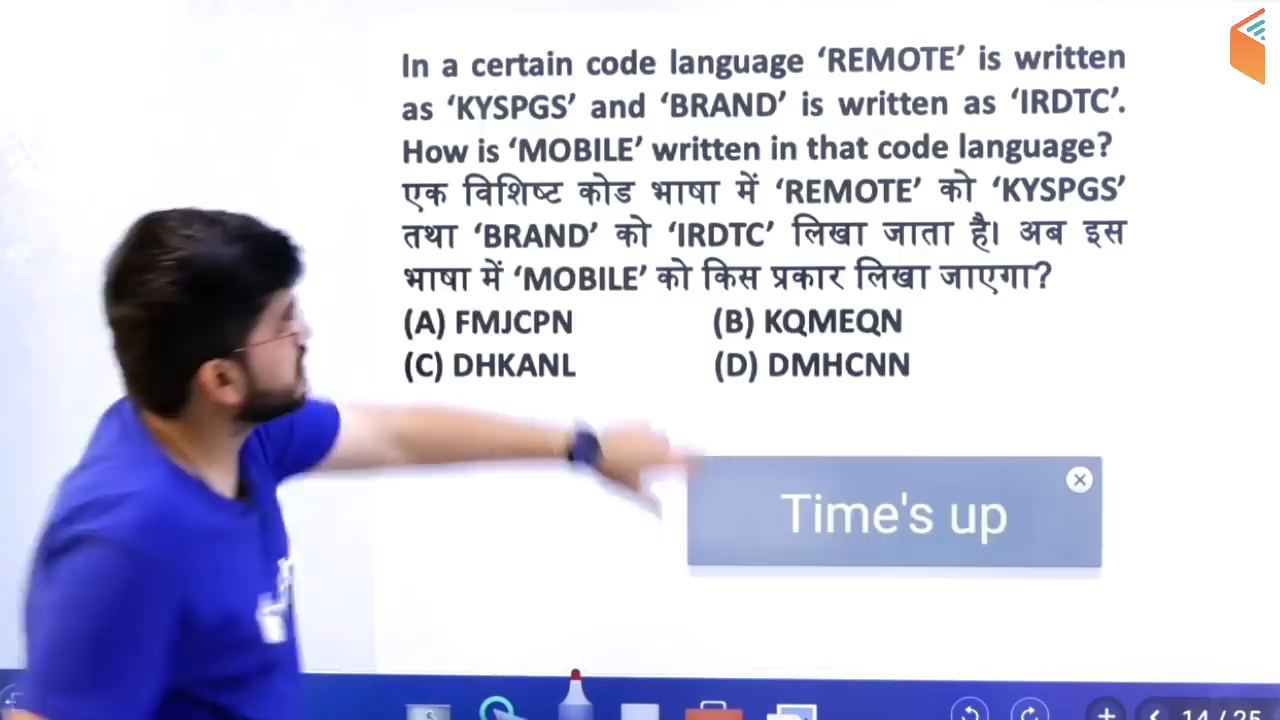 In a certain code language ‘REMOTE’ is written
as ‘KYSPGS’ and ‘BRAND’ is written as ‘IRDTC’.
How is ‘MOBILE’ written in that code language?
एक विशिष्ट कोड भाषा में ‘REMOTE’ को ‘KYSPGS’
तथा ‘BRAND’ को ‘IRDTC’ लिखा जाता है। अब इस
भाषा में ‘MOBILE’ को किस प्रकार लिखा जाएगा?
(A) FMJCPN (B) KQMEQN
(C) DHKANL (D) DMHCNN
Time's up
14 / 25